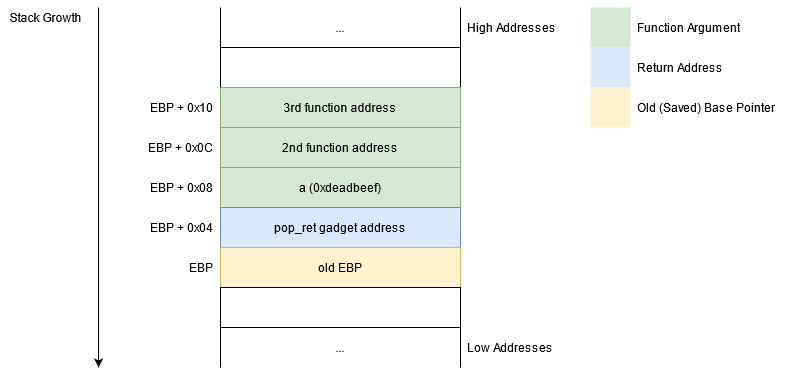 Stack Growth
...
High Addresses
Function Argument
Return Address
Old (Saved) Base Pointer
EBP + 0x10
3rd function address
EBP + 0x0C
2nd function address
EBP + 0x08
a (0xdeadbeef)
EBP + 0x04
pop_ret gadget address
EBP
old EBP
...
Low Addresses